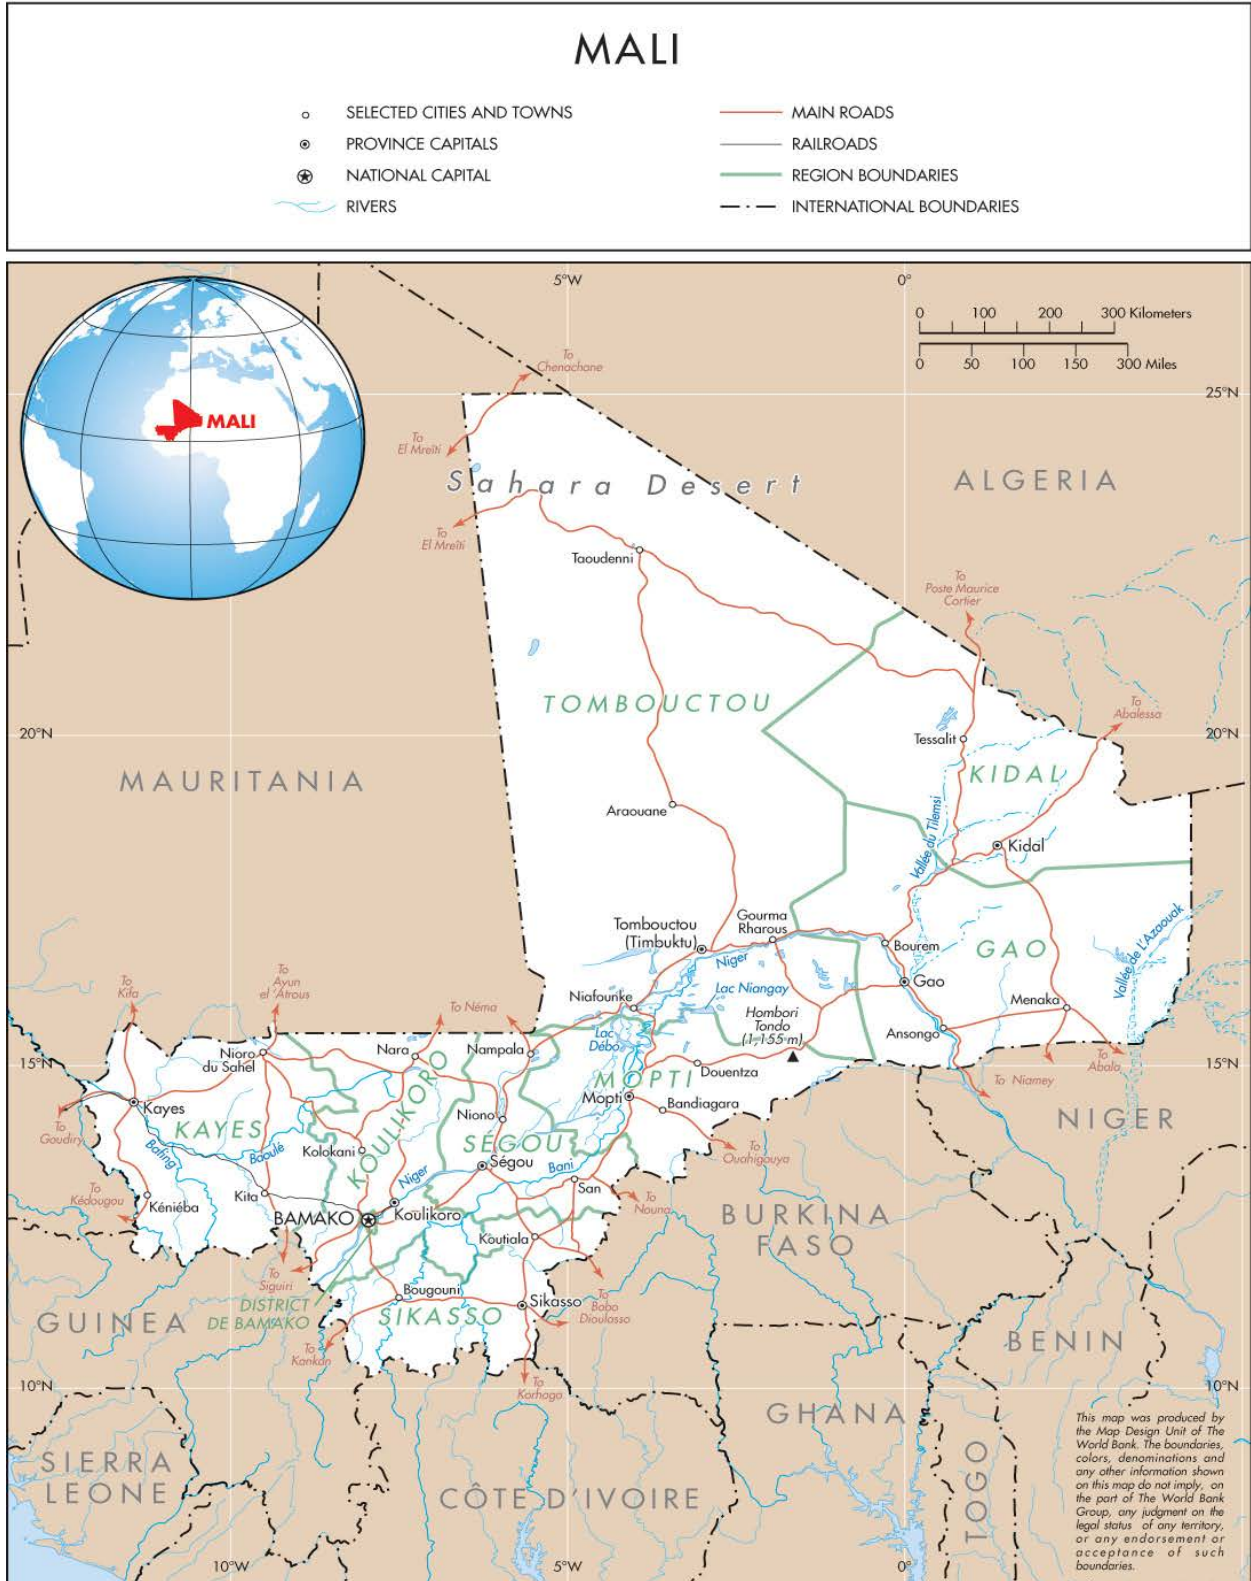 MALI
SELECTED CITIES AND TOWNS
PROVINCE CAPITALS
NATIONAL CAPITAL
RIVERS
MAIN ROADS
RAILROADS
REGION BOUNDARIES
INTERNATIONAL BOUNDARIES
5°W
0°
0 100 200 300 Kilometers
0 50 100 150 300 Miles
MALI
To
Chenachane
25°N
To
El Mreïti
Sahara Desert
ALGERIA
To
El Mreïti
Taoudenni
To
Poste Maurice
Cortier
TOMBOUCTOU
To
Abalessa
20°N
Tessalit
20°N
KIDAL
MAURITANIA
Araouane
Vallée du Tilemsi
Kidal
Tombouctou
(Timbuktu)
Gourma
Rharous
Bourem
GAO
Vallée de L'Azaouak
Niger
To
Kifa
To
Ayun
el 'Atrous
To Néma
Niafounke
Lac Niangay
Gao
Menaka
Hombori
Tondo
(1,155 m)
Ansongo
Lac
Débo
Nioro
du Sahel
Nara
Nampala
15°N
Douentza
To
Abala
15°N
To Niamey
MOPTI
Mopti
Bandiagara
Kayes
KAYES
KOULIKORO
Niono
NIGER
To
Goudiry
SÉGOU
Bafing
Baoulé
Kolokani
Ségou
Bani
To
Ouahigouya
Niger
To
Kédougou
Kéniéba
Kita
San
To
Nouna
BAMAKO
Koulikoro
BURKINA
FASO
Koutiala
To
Siguiri
Bougouni
Sikasso
To
Bobo
Dioulasso
DISTRICT
DE BAMAKO
SIKASSO
GUINEA
BENIN
To
Kankan
To
Korhogo
10°N
10°N
GHANA
TOGO
SIERRA
LEONE
CÔTE D'IVOIRE
This map was produced by
the Map Design Unit of The
World Bank. The boundaries,
colors, denominations and
any other information shown
on this map do not imply, on
the part of The World Bank
Group, any judgment on the
legal status of any territory,
or any endorsement or
acceptance of such
boundaries.
10°W
5°W
0°